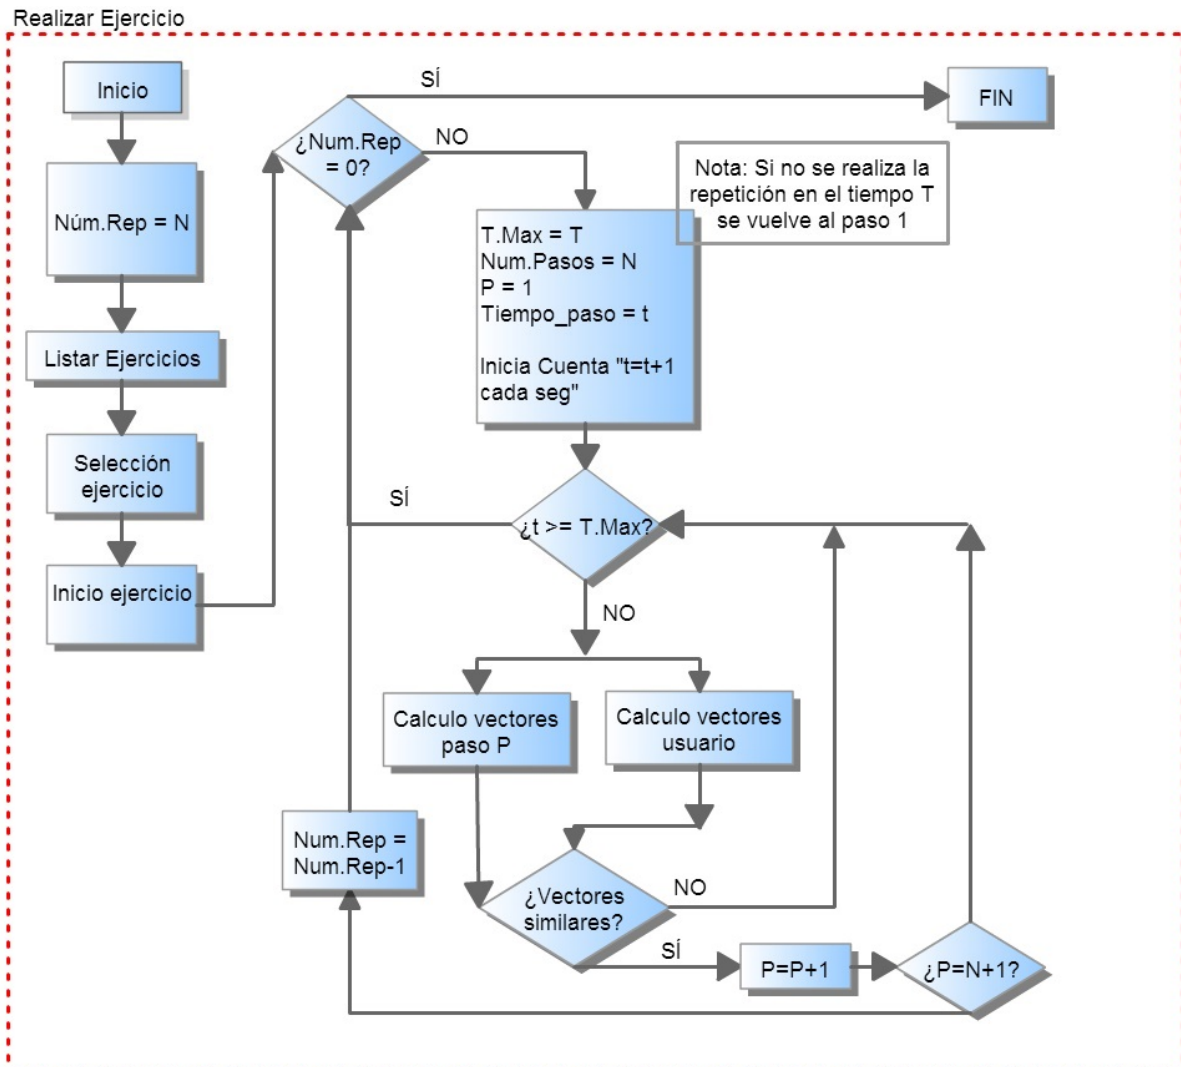 Realizar Ejercicio
Inicio
Núm.Rep = N
Listar Ejercicios
Selección
ejercicio
Inicio ejercicio
¿Num.Rep
= 0?
SÍ
FIN
NO
Nota: Si no se realiza la
repetición en el tiempo T
se vuelve al paso 1
T.Max = T
Num.Pasos = N
P = 1
Tiempo_paso = t
Inicia Cuenta "t=t+1
cada seg"
¿t >= T.Max?
SÍ
NO
Calculo vectores
paso P
Calculo vectores
usuario
¿Vectores
similares?
NO
SÍ
P=P+1
¿P=N+1?
Num.Rep =
Num.Rep-1